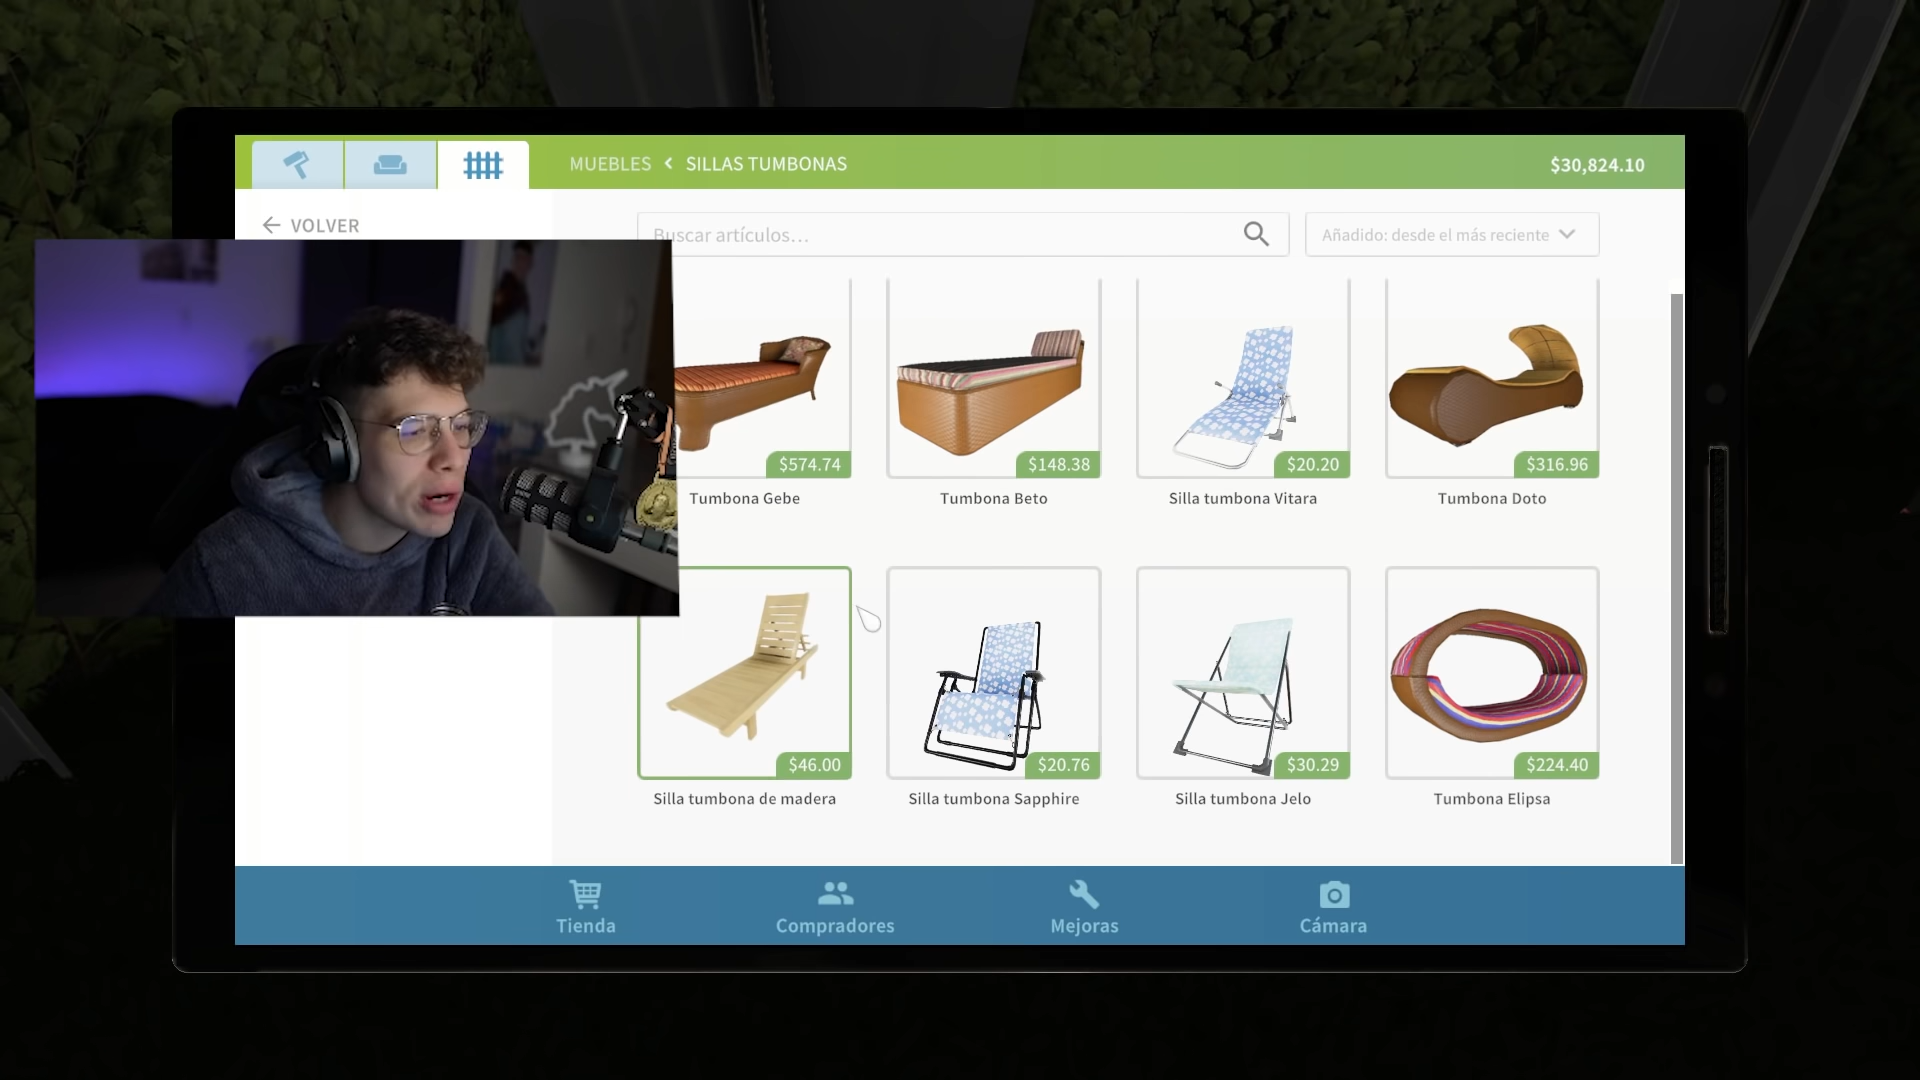 MUEBLES < SILLAS TUMBONAS
$30,824.10
VOLVER
Buscar artículos...
Añadido: desde el más reciente
$574.74
$148.38
$20.20
$316.96
Tumbona Gebe
Tumbona Beto
Silla tumbona Vitara
Tumbona Doto
$46.00
$20.76
$30.29
$224.40
Silla tumbona de madera
Silla tumbona Sapphire
Silla tumbona Jelo
Tumbona Elipsa
Tienda
Compradores
Mejoras
Cámara